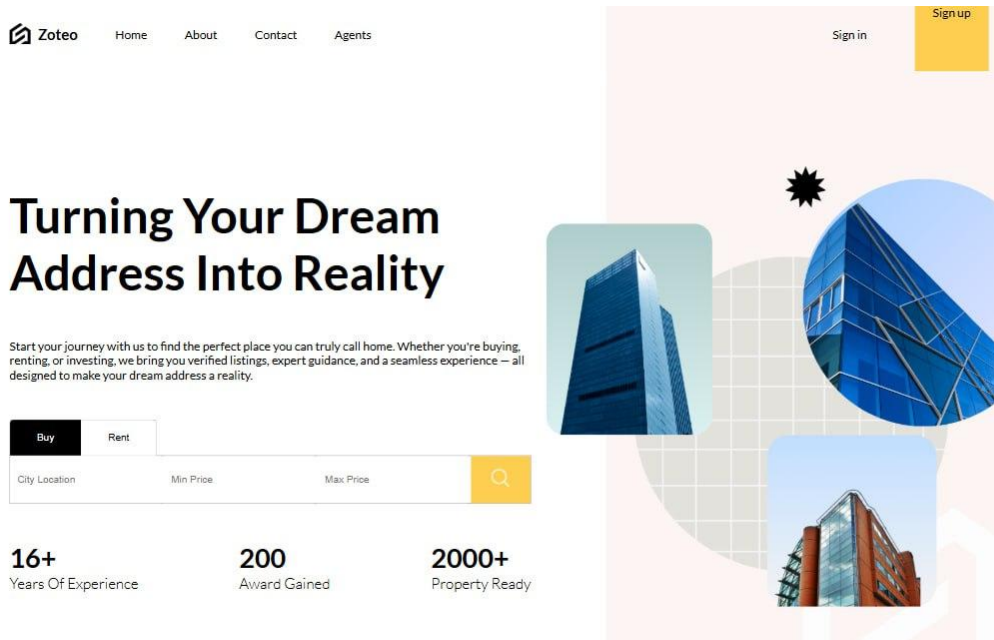 Zoteo
Home
About
Contact
Agents
Sign in
Sign up
Turning Your Dream
Address Into Reality
Start your journey with us to find the perfect place you can truly call home. Whether you're buying,
renting, or investing, we bring you verified listings, expert guidance, and a seamless experience — all
designed to make your dream address a reality.
Buy
Rent
City Location
Min Price
Max Price
16+
Years Of Experience
200
Award Gained
2000+
Property Ready